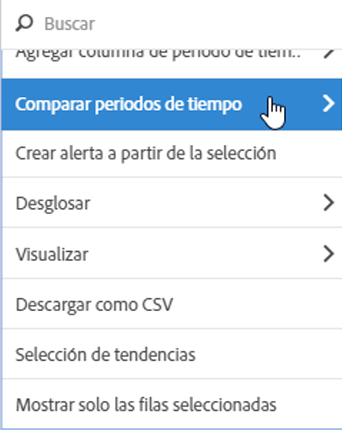 Buscar
Agregar columna de periodo de tiem..
Comparar periodos de tiempo
Crear alerta a partir de la selección
Desglosar
Visualizar
Descargar como CSV
Selección de tendencias
Mostrar solo las filas seleccionadas